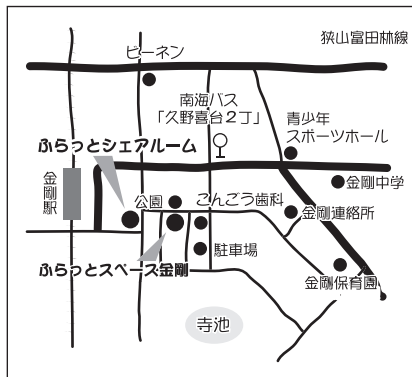 狭山富田林線
ビーネン
南海バス
「久野喜台2丁」
青少年
スポーツホール
ふらっとシェアルーム
金剛駅
公園
こんごう歯科
金剛中学
金剛連絡所
駐車場
ふらっとスペース金剛
金剛保育園
寺池